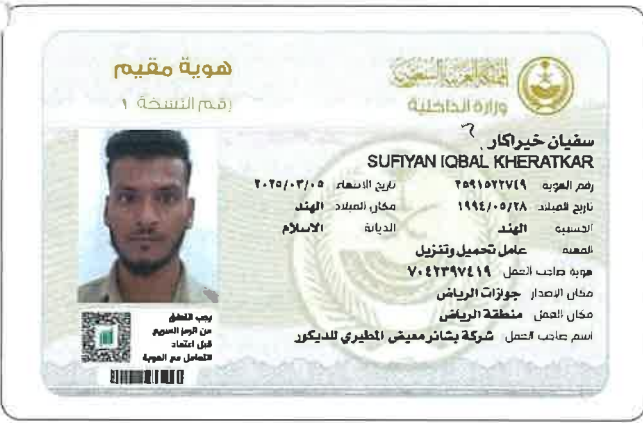 هوية مقيم
المملكة العربية السعودية
رقم النسخة ١
وزارة الداخلية
سفيان خيراكار
SUFIYAN IQBAL KHERATKAR
رقم الهوية ٢٥٩١٥٢٢٧٤٩ تاريخ الانتهاء ٢٠٢٥/٠٣/٠٥
تاريخ الميلاد ١٩٩٤/٠٥/٢٨ مكان الميلاد الهند
الجنسية الهند الديانة الاسلام
المهنة عامل تحميل وتنزيل
هوية صاحب العمل ٧٠٤٢٣٩٧٤١٩
مكان الإصدار جوازات الرياض
مكان العمل منطقة الرياض
اسم صاحب العمل شركة بشائر معيض المطيري للديكور
يجب التحقق
من الرمز السريع
قبل اعتماد
التعامل مع الهوية